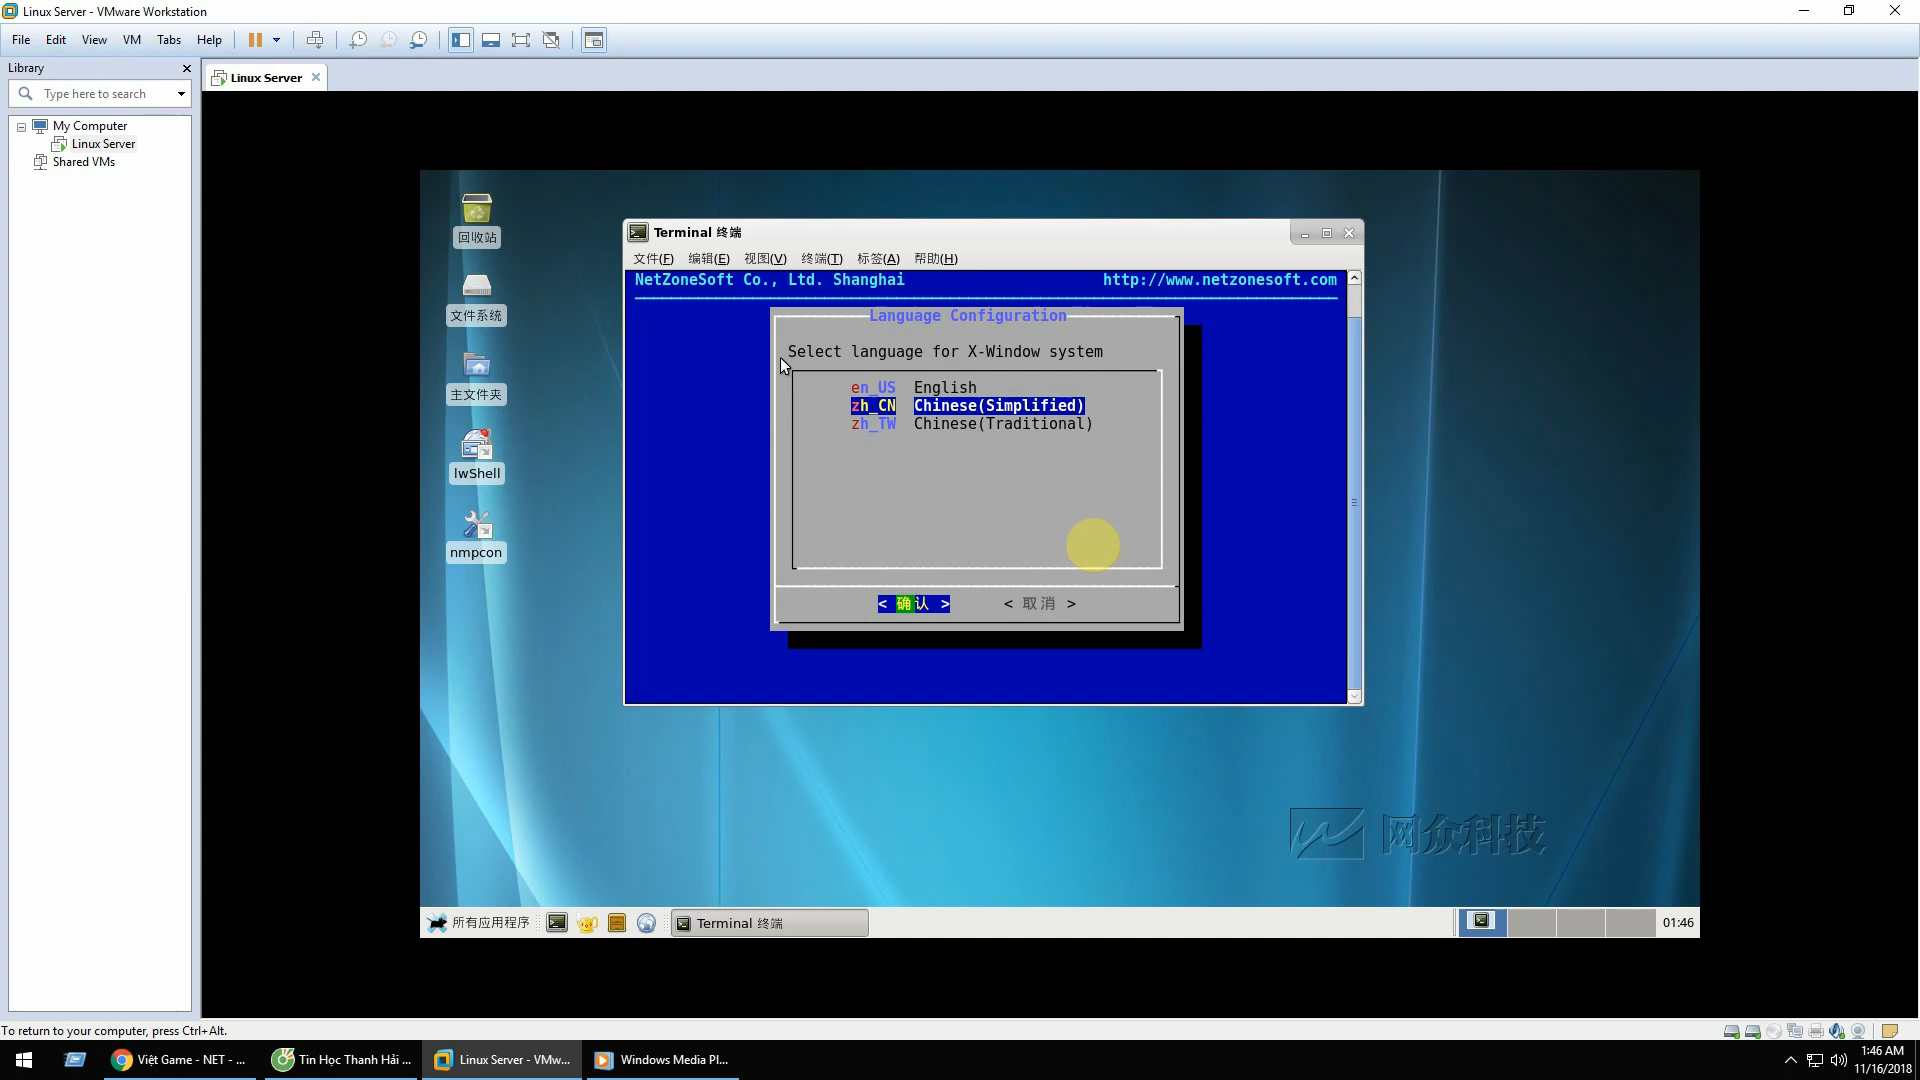 Linux Server - VMware Workstation
File Edit View VM Tabs Help
Library
Linux Server
Type here to search
My Computer
Linux Server
Shared VMs
回收站
文件系统
主文件夹
lwShell
nmpcon
Terminal 终端
文件(F) 编辑(E) 视图(V) 终端(T) 标签(A) 帮助(H)
NetZoneSoft Co., Ltd. Shanghai http://www.netzonesoft.com
Language Configuration
Select language for X-Window system
en_US English
zh_CN Chinese(Simplified)
zh_TW Chinese(Traditional)
< 确认 > < 取消 >
网众科技
所有应用程序
Terminal 终端
01:46
To return to your computer, press Ctrl+Alt.
Việt Game - NET - ...
Tin Học Thanh Hải ...
Linux Server - VMw...
Windows Media Pl...
1:46 AM
11/16/2018